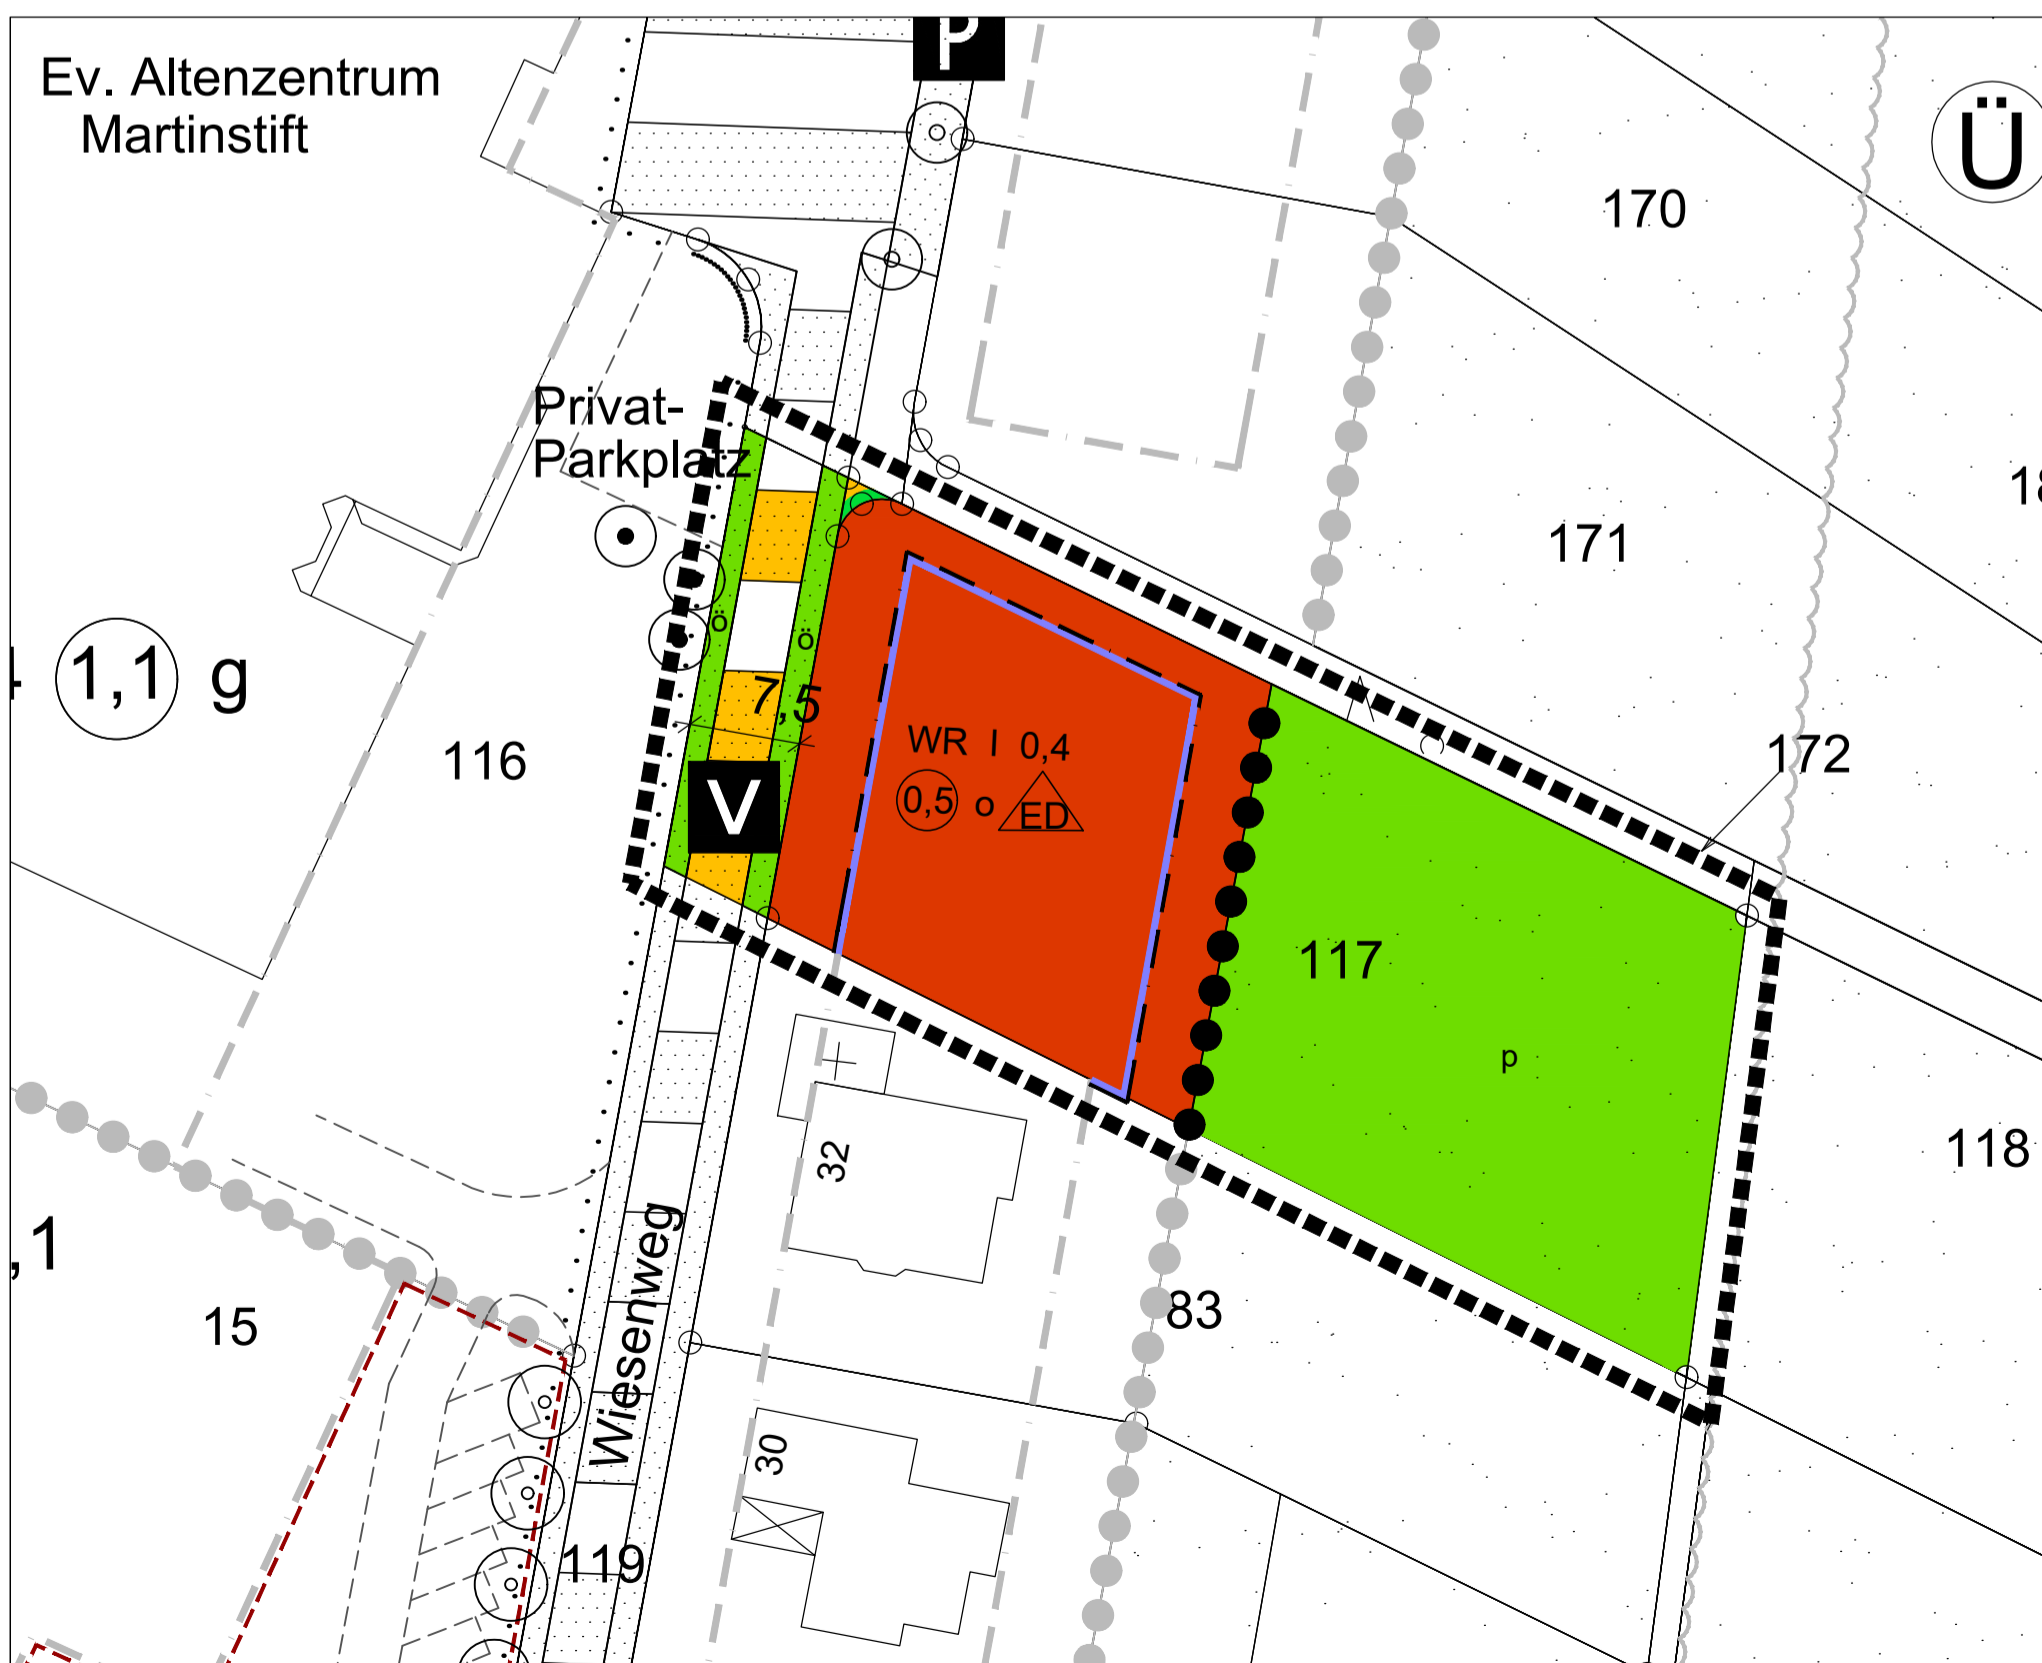 P
Ev. Altenzentrum
Martinstift
Ü
170
Privat-
Parkplatz
171
1,1 g
ö
ö
7,5
116
WR I 0,4
172
V
0,5 o ED
117
p
118
32
83
,1
15
Wiesenweg
30
119